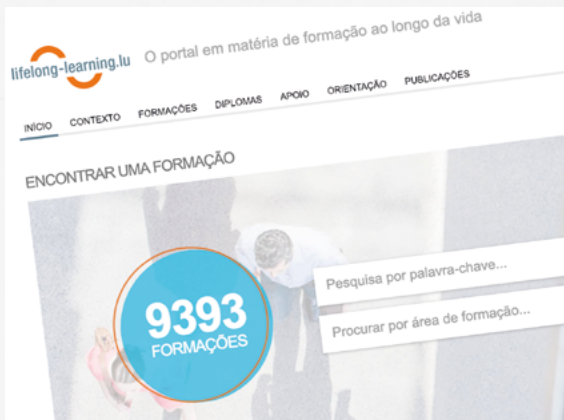 lifelong-learning.lu
O portal em matéria de formação ao longo da vida
INÍCIO CONTEXTO FORMAÇÕES DIPLOMAS APOIO ORIENTAÇÃO PUBLICAÇÕES
ENCONTRAR UMA FORMAÇÃO
9393
FORMAÇÕES
Pesquisa por palavra-chave...
Procurar por área de formação...